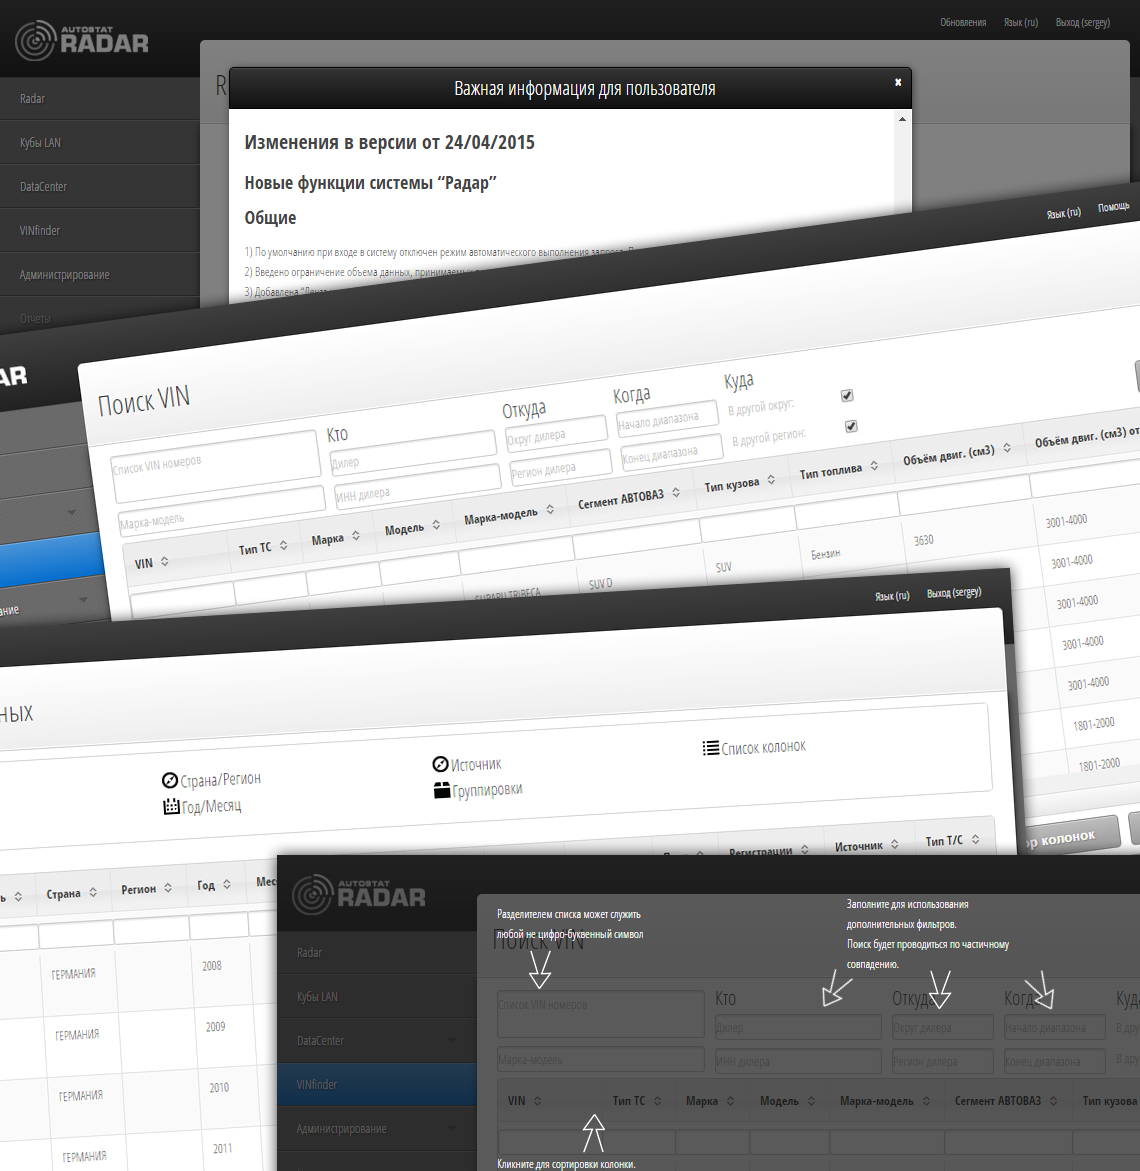 AUTOSTAT
RADAR
Обновления
Язык (ru)
Выход (sergey)
Radar
Кубы LAN
DataCenter
VINfinder
Администрирование
Отчеты
R
Важная информация для пользователя
Изменения в версии от 24/04/2015
Новые функции системы “Радар”
Общие
1) По умолчанию при входе в систему отключен режим автоматического выполнения запроса.
2) Введено ограничение объема данных, принимаемых
3) Добавлена
Язык (ru)
Помощь
AR
Поиск VIN
Список VIN номеров
Марка-модель
Кто
Дилер
ИНН дилера
Откуда
Округ дилера
Регион дилера
Когда
Начало диапазона
Конец диапазона
Куда
В другой округ:
В другой регион:
VIN
Тип ТС
Марка
Модель
Марка-модель
Сегмент АВТОВАЗ
Тип кузова
Тип топлива
Объём двиг. (см3)
Объём двиг. (см3) от
SUBARU TRIBECA
SUV D
SUV
Бензин
3630
3001-4000
3001-4000
3001-4000
3001-4000
3001-4000
1801-2000
1801-2000
ор колонок
ание
Язык (ru)
Выход (sergey)
ных
Страна/Регион
Год/Месяц
Источник
Группировки
Список колонок
ь
Страна
Регион
Год
Меся
Регистрации
Источник
Тип Т/С
ГЕРМАНИЯ
2008
ГЕРМАНИЯ
2009
ГЕРМАНИЯ
2010
ГЕРМАНИЯ
2011
AUTOSTAT
RADAR
Radar
Кубы LAN
DataCenter
VINfinder
Администрирование
Разделителем списка может служить
любой не цифро-буквенный символ
Поиск VIN
Заполните для использования
дополнительных фильтров.
Поиск будет проводиться по частичному
совпадению.
Список VIN номеров
Марка-модель
Кто
Дилер
ИНН дилера
Откуда
Округ дилера
Регион дилера
Когда
Начало диапазона
Конец диапазона
Куда
В дру
В дру
VIN
Тип ТС
Марка
Модель
Марка-модель
Сегмент АВТОВАЗ
Тип кузова
Кликните для сортировки колонки.